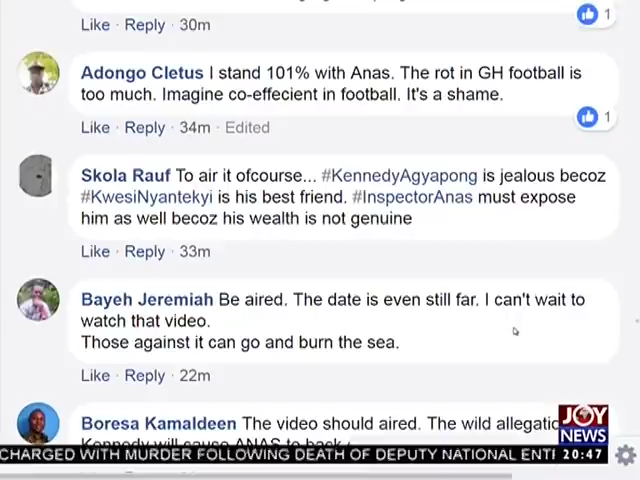 Like · Reply · 30m
1
Adongo Cletus I stand 101% with Anas. The rot in GH football is
too much. Imagine co-effecient in football. It's a shame.
1
Like · Reply · 34m · Edited
Skola Rauf To air it ofcourse... #KennedyAgyapong is jealous becoz
#KwesiNyantekyi is his best friend. #InspectorAnas must expose
him as well becoz his wealth is not genuine
Like · Reply · 33m
Bayeh Jeremiah Be aired. The date is even still far. I can't wait to
watch that video.
Those against it can go and burn the sea.
Like · Reply · 22m
Boresa Kamaldeen The video should aired. The wild
Kennedy will cause ANAS to back
JOY
NEWS
CHARGED WITH MURDER FOLLOWING DEATH OF DEPUTY NATIONAL ENTI
20:47